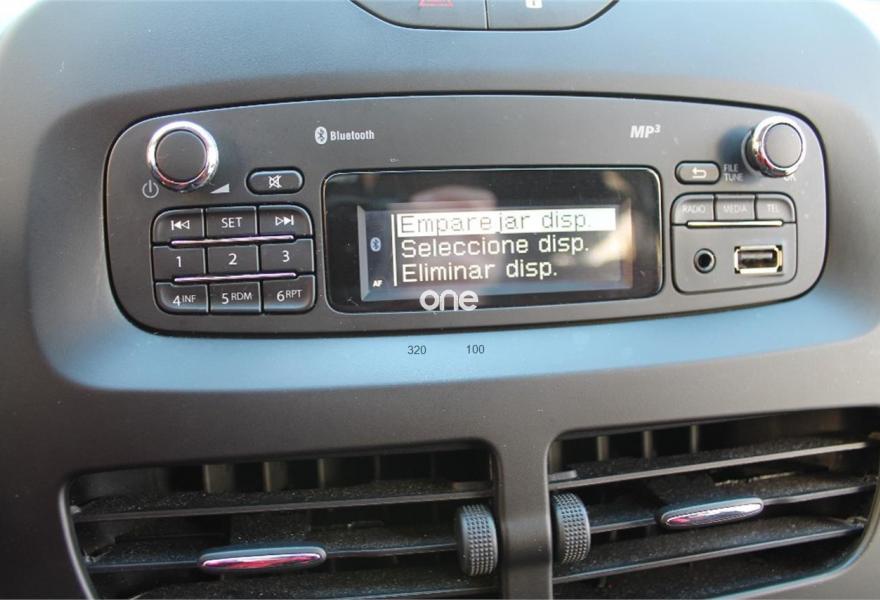 Bluetooth
MP3
FILE
TUNE
OK
SET
RADIO MEDIA TEL
1 2 3
4INF 5RDM 6RPT
Emparejar disp.
Seleccione disp.
Eliminar disp.
AF
one
320 100